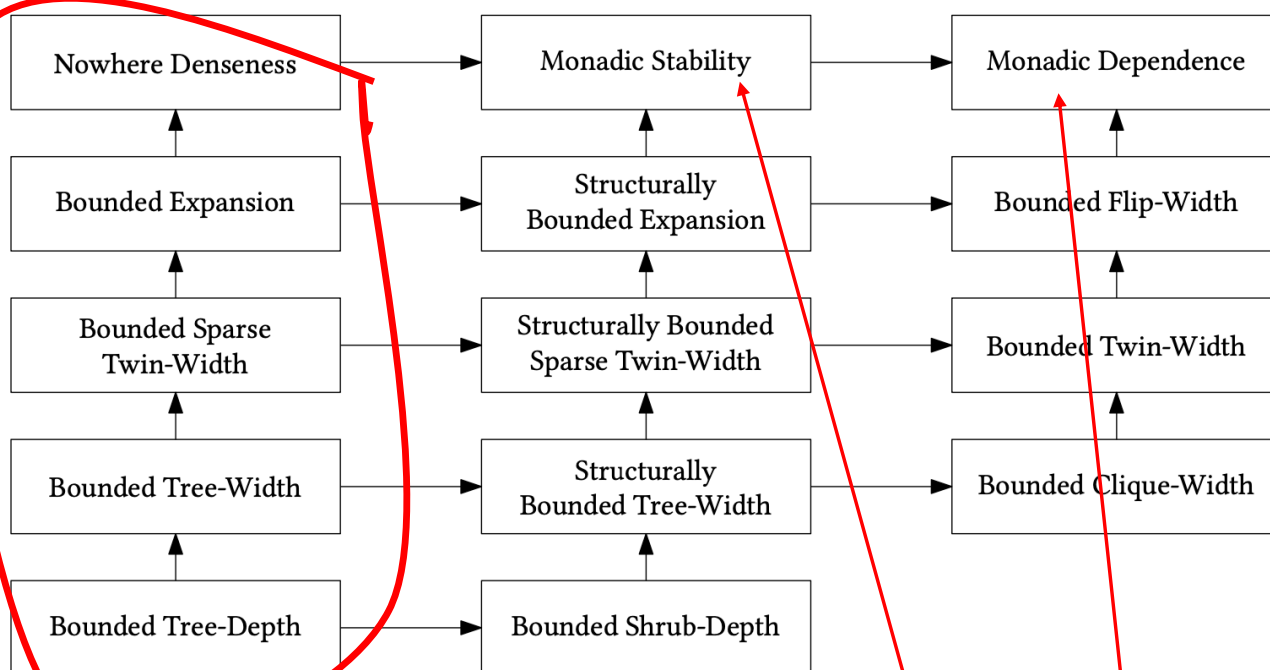 Nowhere Denseness
Monadic Stability
Monadic Dependence
Bounded Expansion
Structurally
Bounded Expansion
Bounded Flip-Width
Bounded Sparse
Twin-Width
Structurally Bounded
Sparse Twin-Width
Bounded Twin-Width
Bounded Tree-Width
Structurally
Bounded Tree-Width
Bounded Clique-Width
Bounded Tree-Depth
Bounded Shrub-Depth